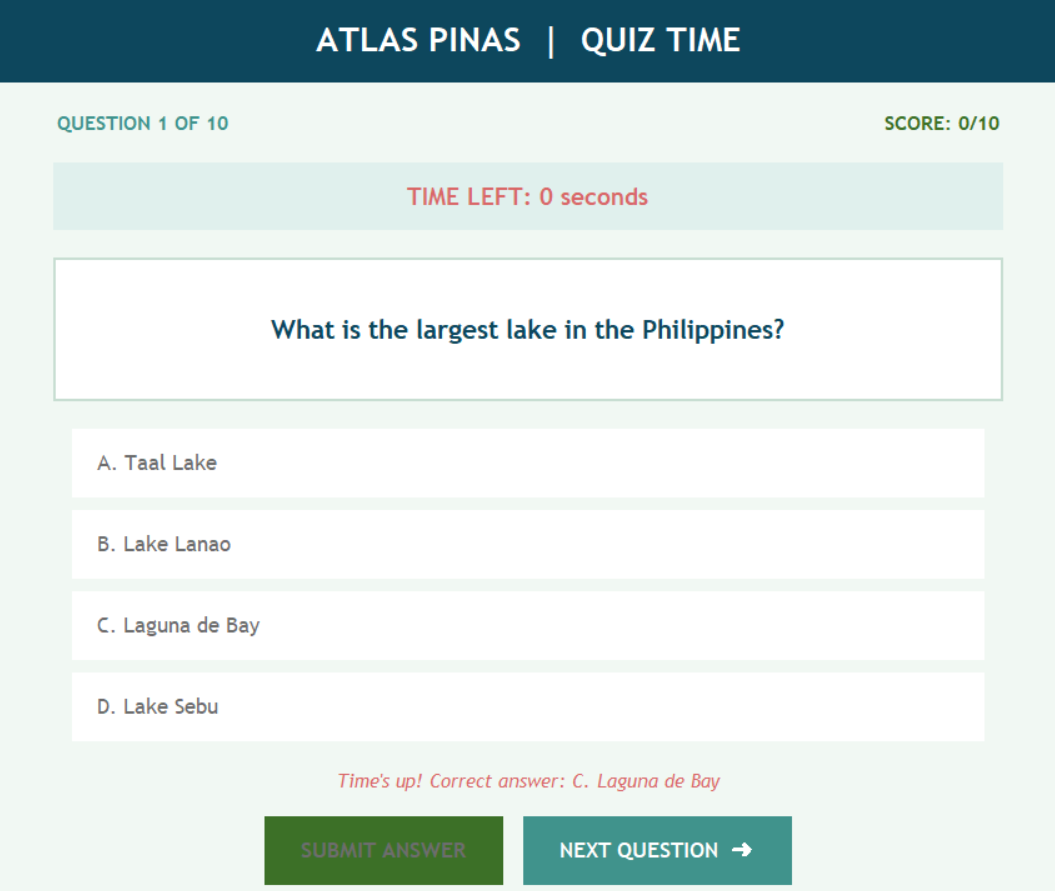 ATLAS PINAS | QUIZ TIME
QUESTION 1 OF 10
SCORE: 0/10
TIME LEFT: 0 seconds
What is the largest lake in the Philippines?
A. Taal Lake
B. Lake Lanao
C. Laguna de Bay
D. Lake Sebu
Time's up! Correct answer: C. Laguna de Bay
SUBMIT ANSWER
NEXT QUESTION ➜